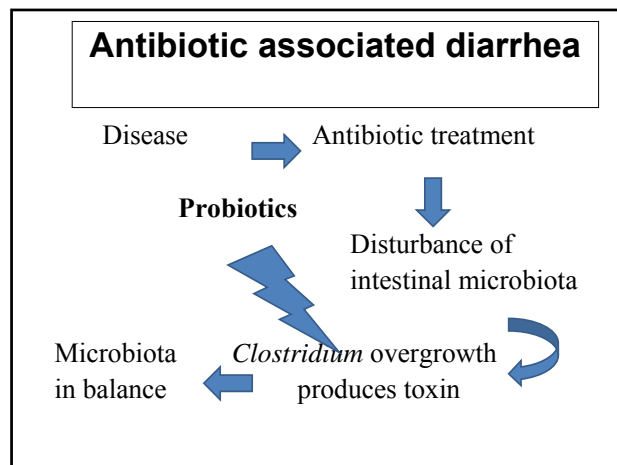 Antibiotic associated diarrhea
Disease
Antibiotic treatment
Probiotics
Disturbance of
intestinal microbiota
Clostridium overgrowth
produces toxin
Microbiota
in balance